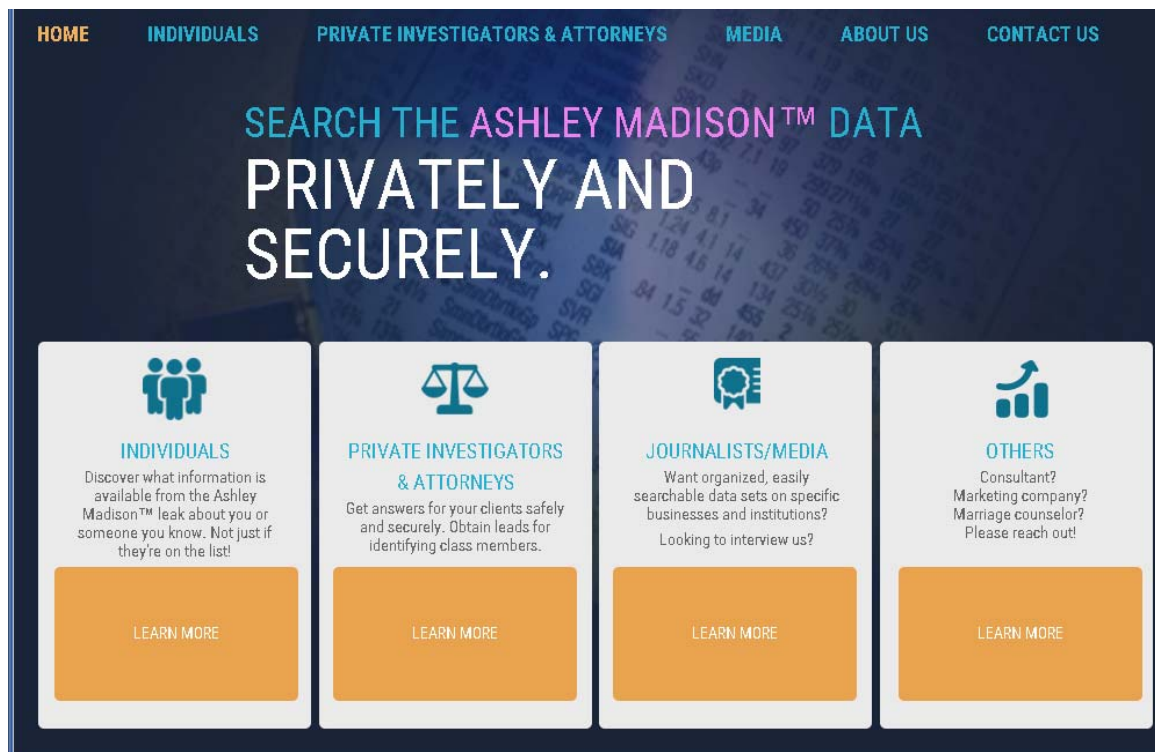 HOME INDIVIDUALS PRIVATE INVESTIGATORS & ATTORNEYS MEDIA ABOUT US CONTACT US
SEARCH THE ASHLEY MADISON™ DATA
PRIVATELY AND
SECURELY.
INDIVIDUALS
Discover what information is
available from the Ashley
Madison™ leak about you or
someone you know. Not just if
they're on the list!
LEARN MORE
PRIVATE INVESTIGATORS
& ATTORNEYS
Get answers for your clients safely
and securely. Obtain leads for
identifying class members.
LEARN MORE
JOURNALISTS/MEDIA
Want organized, easily
searchable data sets on specific
businesses and institutions?
Looking to interview us?
LEARN MORE
OTHERS
Consultant?
Marketing company?
Marriage counselor?
Please reach out!
LEARN MORE